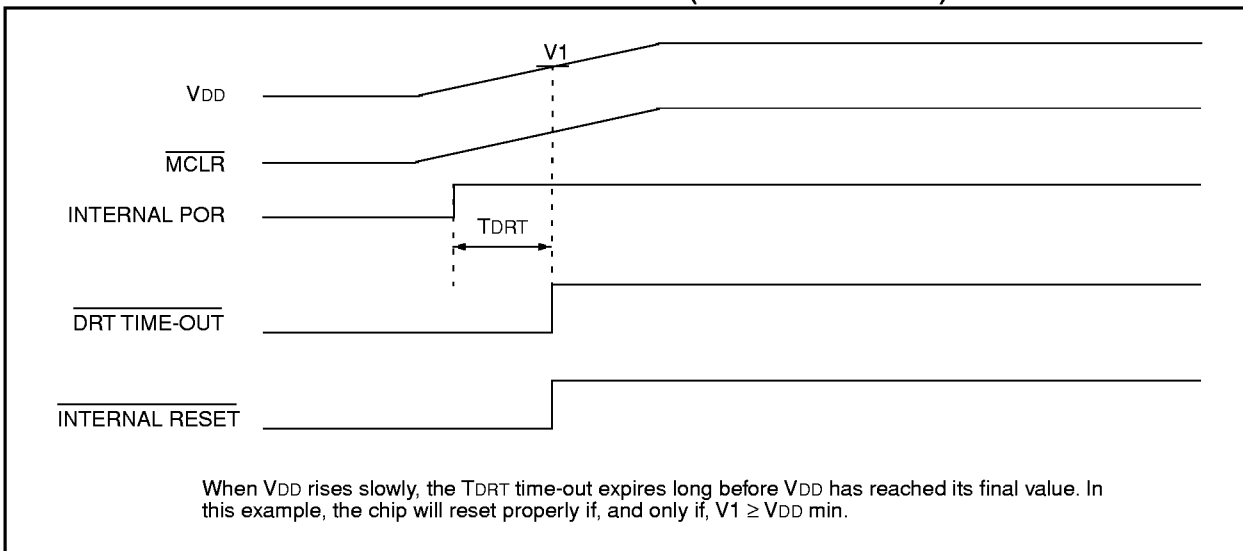 V1
VDD
MCLR
INTERNAL POR
TDRT
DRT TIME-OUT
INTERNAL RESET
When VDD rises slowly, the TDRT time-out expires long before VDD has reached its final value. In
this example, the chip will reset properly if, and only if, V1 ≥ VDD min.